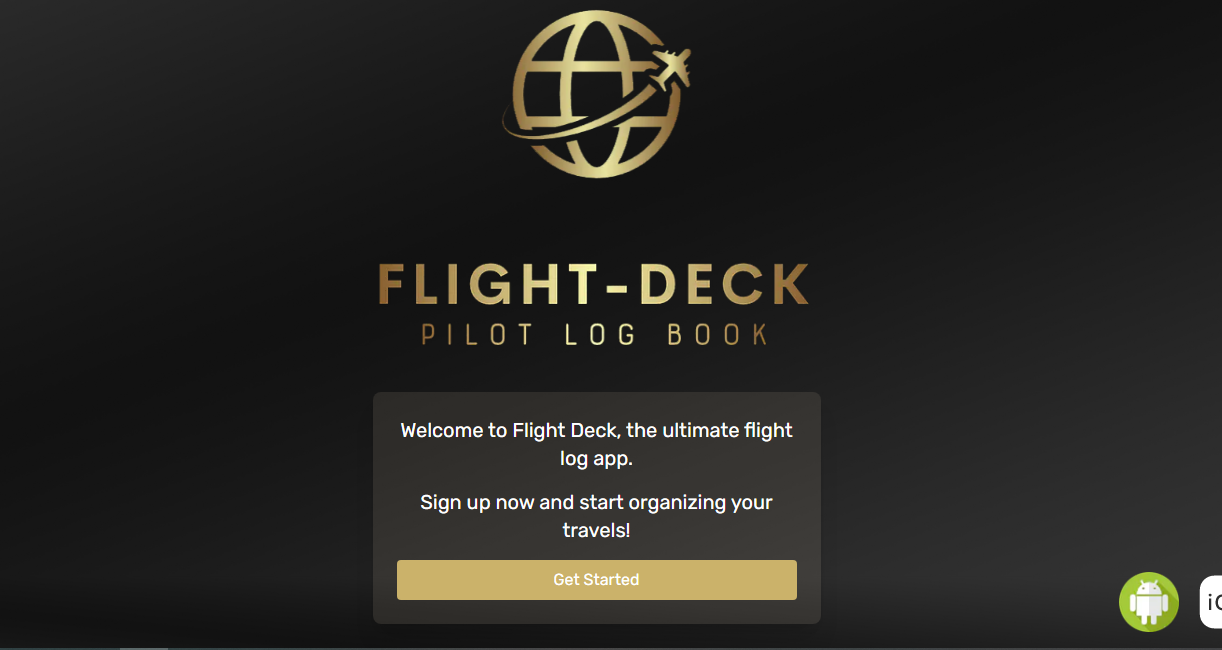 FLIGHT-DECK
PILOT LOG BOOK
Welcome to Flight Deck, the ultimate flight
log app.
Sign up now and start organizing your
travels!
Get Started